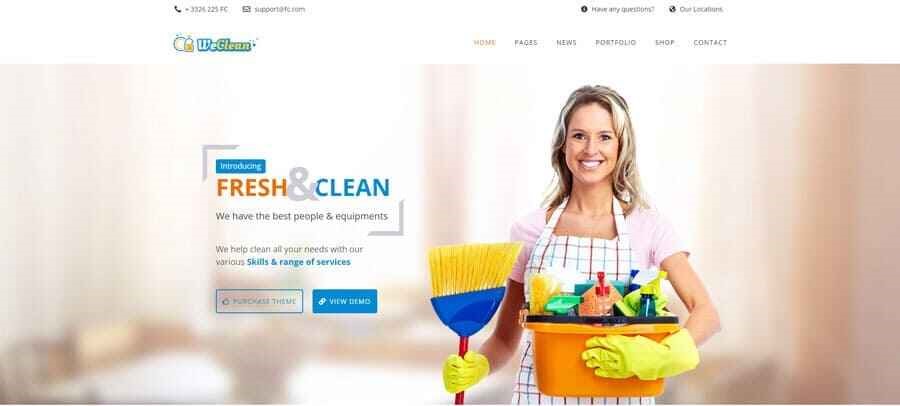 + 3326 225 FC
support@fc.com
Have any questions?
Our Locations
WeClean
HOME
PAGES
NEWS
PORTFOLIO
SHOP
CONTACT
Introducing
FRESH & CLEAN
We have the best people & equipments
We help clean all your needs with our
various Skills & range of services
PURCHASE THEME
VIEW DEMO